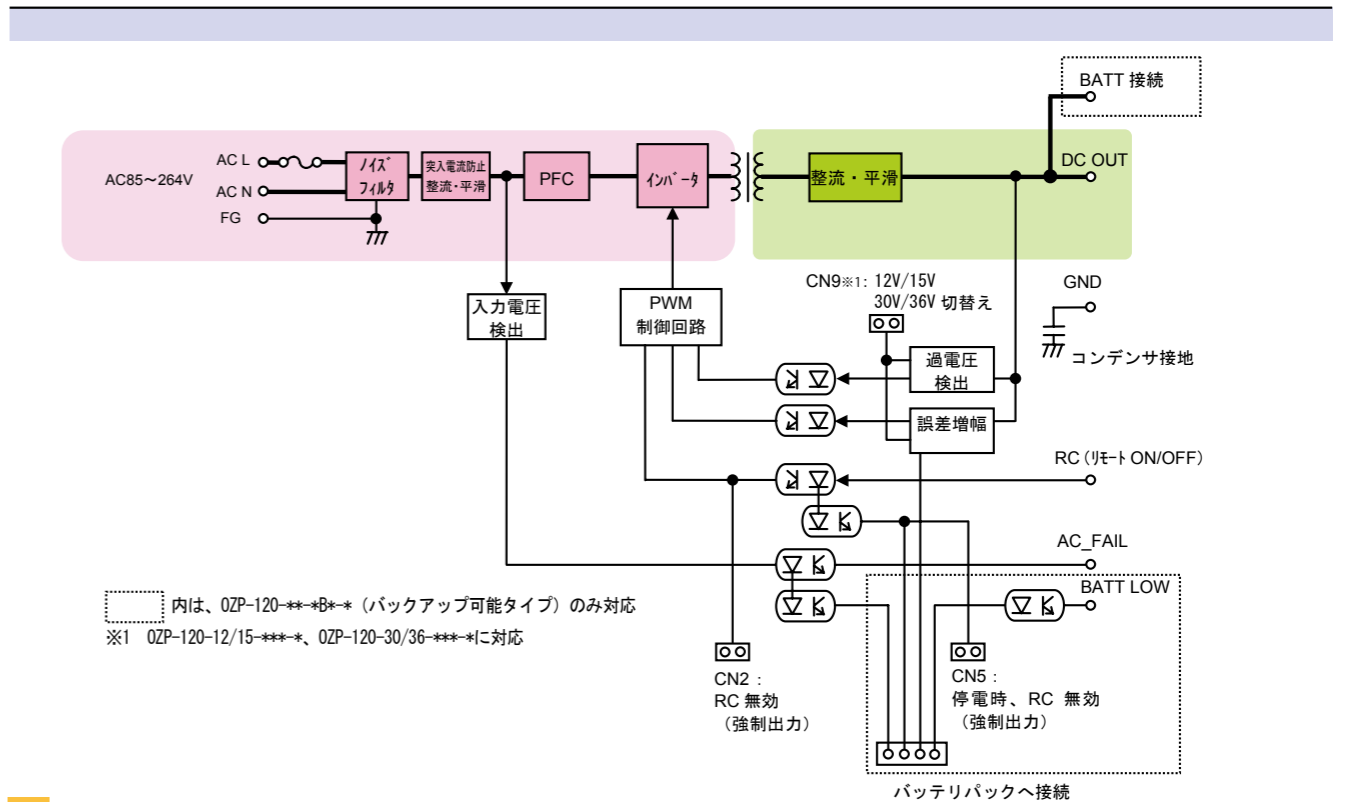 BATT 接続
DC OUT
AC85～264V
AC L
AC N
FG
ﾉｲｽﾞ
ﾌｨﾙﾀ
突入電流防止
整流・平滑
PFC
ｲﾝﾊﾞｰﾀ
整流・平滑
入力電圧
検出
PWM
制御回路
CN9※1: 12V/15V
30V/36V 切替え
GND
コンデンサ接地
過電圧
検出
誤差増幅
RC（ﾘﾓｰﾄ ON/OFF）
AC_FAIL
BATT LOW
内は、OZP-120-**-*B*-*（バックアップ可能タイプ）のみ対応
※1 OZP-120-12/15-***-*、OZP-120-30/36-***-*に対応
CN2：
RC 無効
（強制出力）
CN5：
停電時、RC 無効
（強制出力）
バッテリパックへ接続